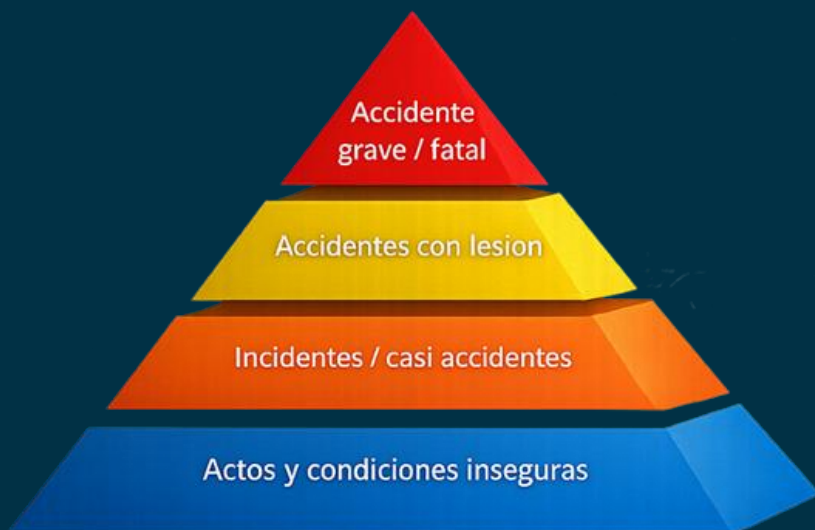 Accidente
grave / fatal
Accidentes con lesion
Incidentes / casi accidentes
Actos y condiciones inseguras